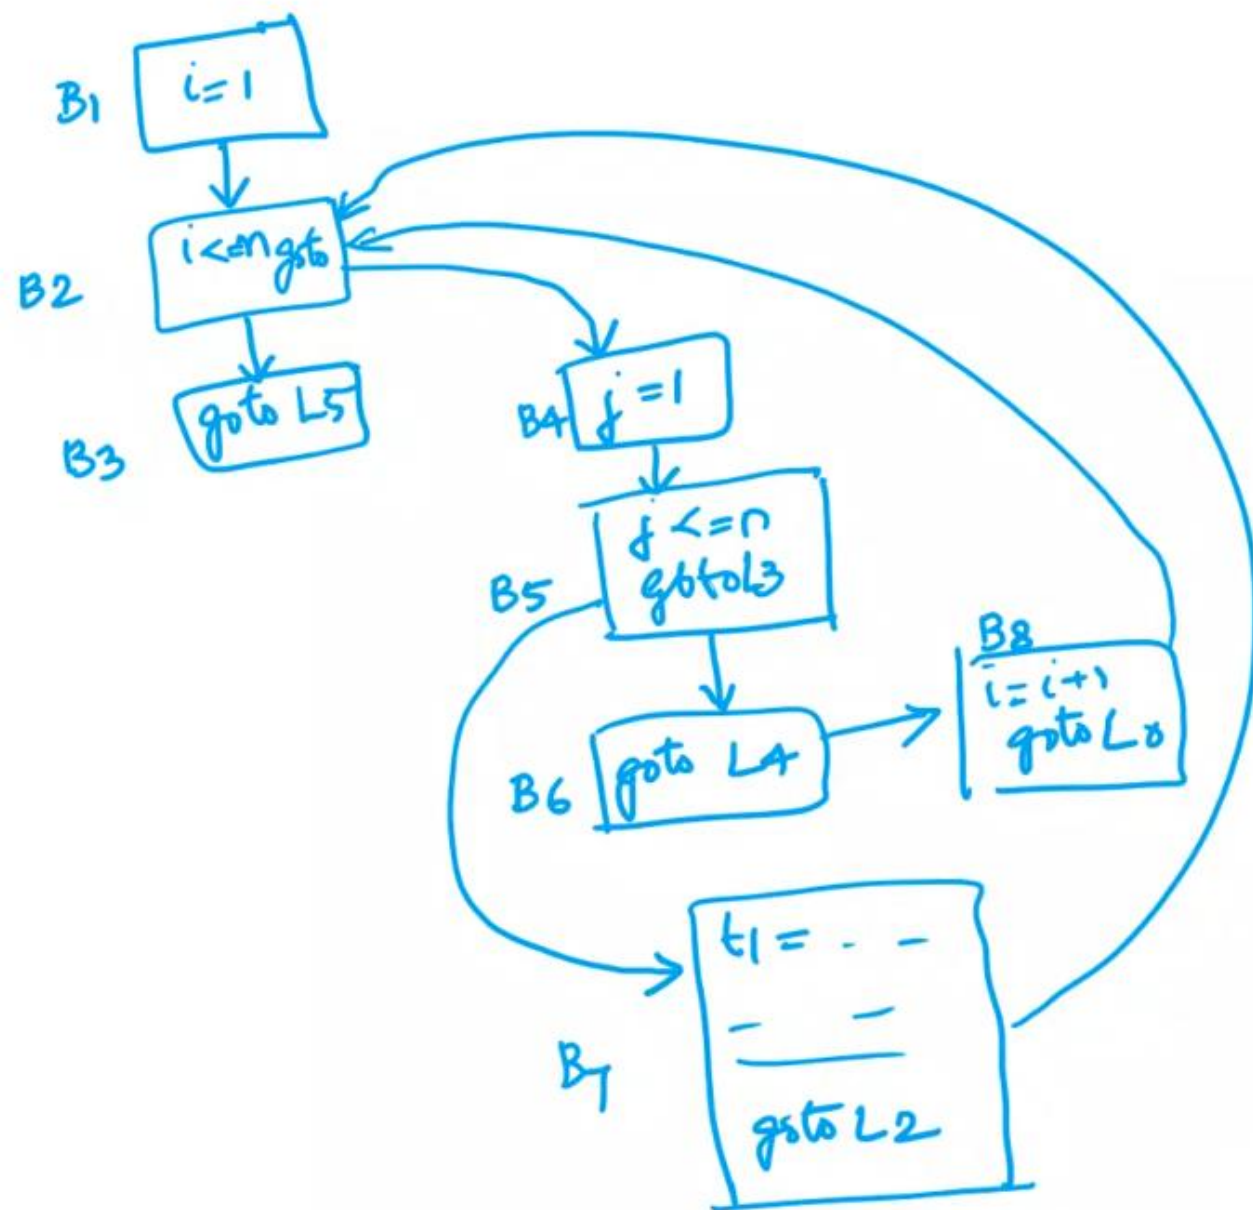 B1
i=1
B2
i<=n goto
B3
goto L5
B4
j=1
B5
j<=n
goto L3
B6
goto L4
B8
i=i+1
goto L0
B7
t1 = . –
– –
goto L2